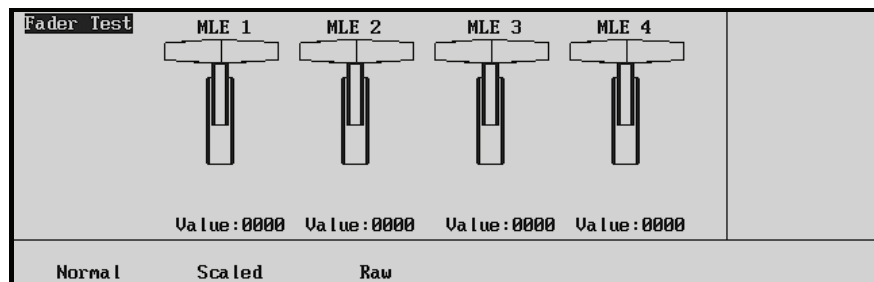 Fader Test
MLE 1 MLE 2 MLE 3 MLE 4
Value:0000 Value:0000 Value:0000 Value:0000
Normal Scaled Raw